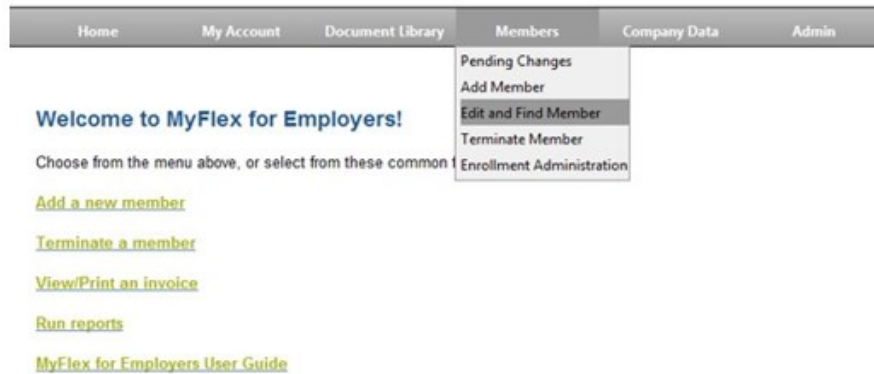 Home My Account Document Library Members Company Data Admin
Pending Changes
Add Member
Edit and Find Member
Terminate Member
Enrollment Administration
Welcome to MyFlex for Employers!
Choose from the menu above, or select from these common
Add a new member
Terminate a member
View/Print an invoice
Run reports
MyFlex for Employers User Guide